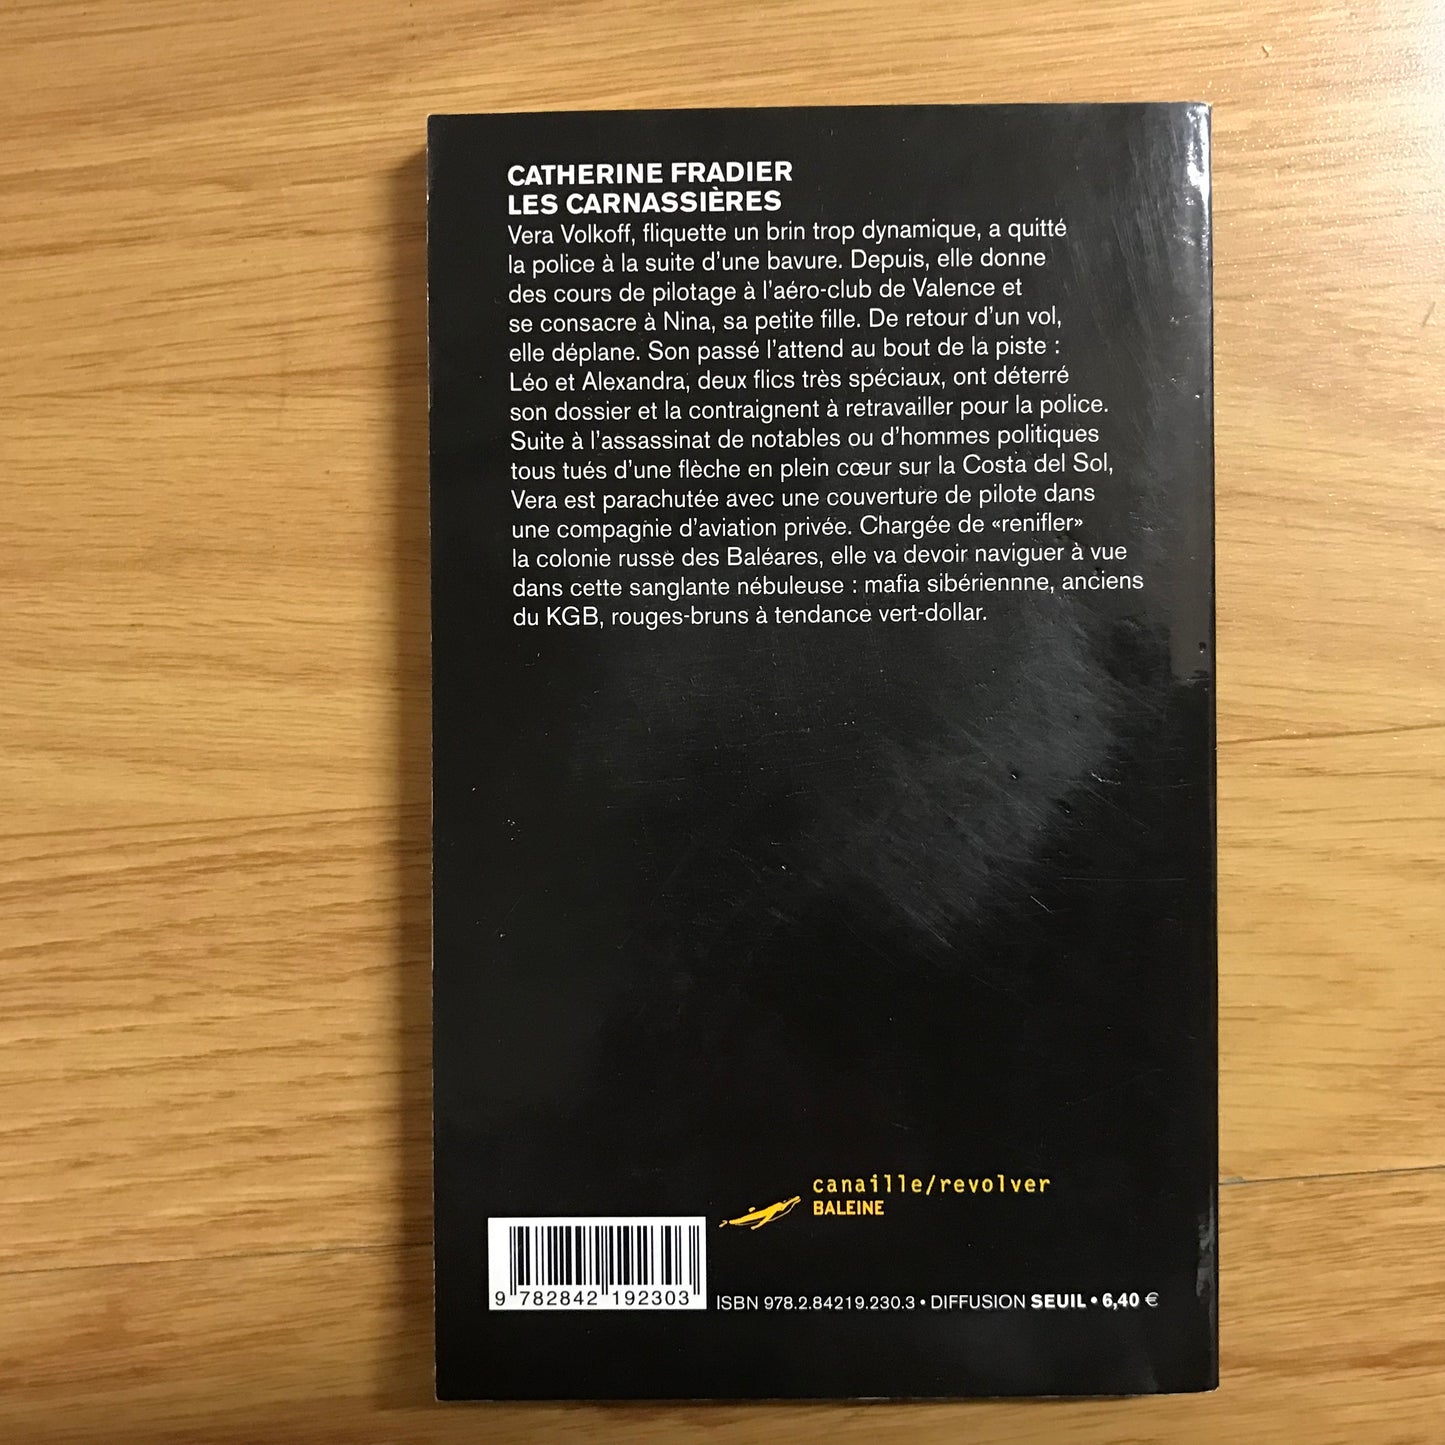 CATHERINE FRADIER
LES CARNASSIÈRES
Vera Volkoff, fliquette un brin trop dynamique, a quitté
la police à la suite d'une bavure. Depuis, elle donne
des cours de pilotage à l'aéro-club de Valence et
se consacre à Nina, sa petite fille. De retour d'un vol,
elle déplane. Son passé l'attend au bout de la piste :
Léo et Alexandra, deux flics très spéciaux, ont déterré
son dossier et la contraignent à retravailler pour la police.
Suite à l'assassinat de notables ou d'hommes politiques
tous tués d'une flèche en plein cœur sur la Costa del Sol,
Vera est parachutée avec une couverture de pilote dans
une compagnie d'aviation privée. Chargée de «renifler»
la colonie russe des Baléares, elle va devoir naviguer à vue
dans cette sanglante nébuleuse : mafia sibériennne, anciens
du KGB, rouges-bruns à tendance vert-dollar.
canaille/revolver
BALEINE
9 782842 192303
ISBN 978.2.84219.230.3 • DIFFUSION SEUIL • 6,40 €